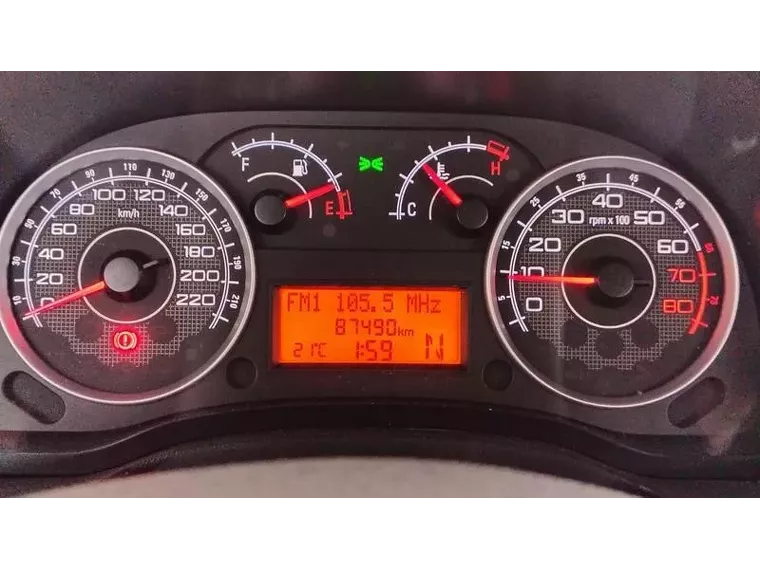 F
E
C
H
10 30 50 70 90 110 130 150 170 190 210
0 20 40 60 80 100 120 140 160 180 200 220
km/h
FM1 105.5 MHz
87490km
21°C 1:59 N
5 15 25 35 45 55 65 75
0 10 20 30 40 50 60 70 80
rpm x 100